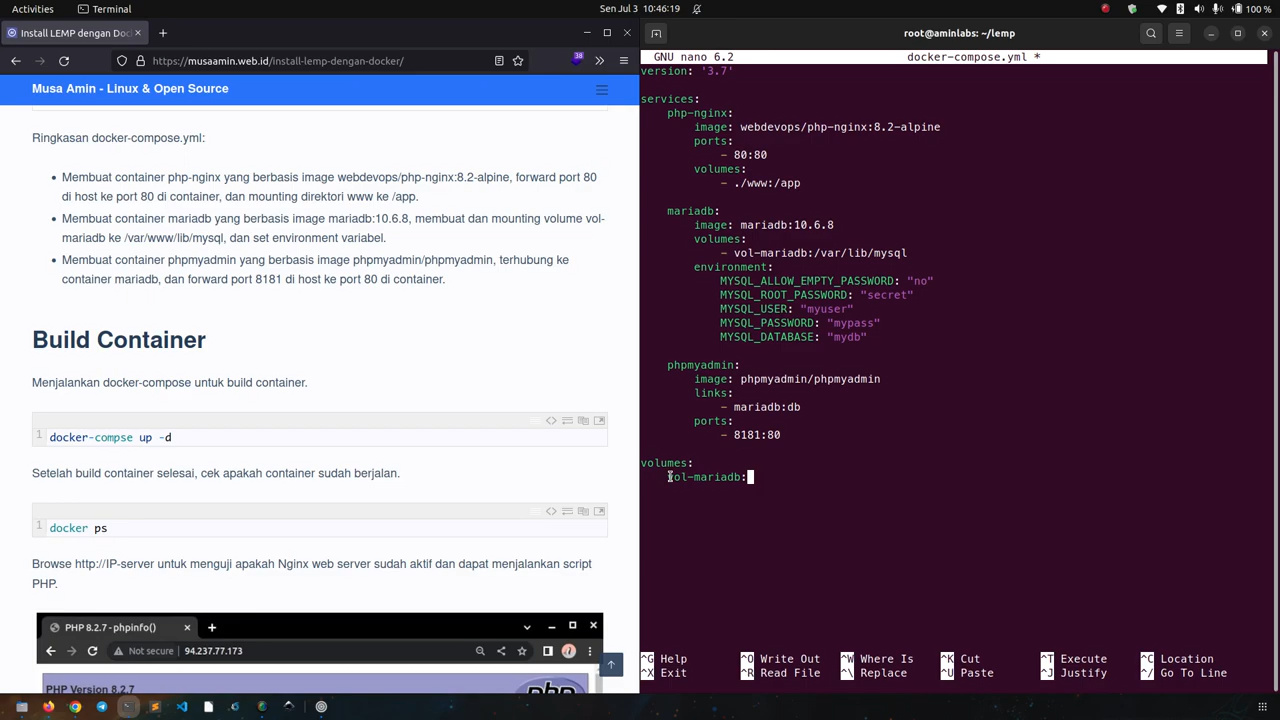 Activities
Terminal
Sen Jul 3 10:46:19
100 %
Install LEMP dengan Doc
38
https://musaamin.web.id/install-lemp-dengan-docker/
Musa Amin - Linux & Open Source
Ringkasan docker-compose.yml:
Membuat container php-nginx yang berbasis image webdevops/php-nginx:8.2-alpine, forward port 80
di host ke port 80 di container, dan mounting direktori www ke /app.
Membuat container mariadb yang berbasis image mariadb:10.6.8, membuat dan mounting volume vol-
mariadb ke /var/www/lib/mysql, dan set environment variabel.
Membuat container phpmyadmin yang berbasis image phpmyadmin/phpmyadmin, terhubung ke
container mariadb, dan forward port 8181 di host ke port 80 di container.
Build Container
Menjalankan docker-compose untuk build container.
1 docker-compse up -d
Setelah build container selesai, cek apakah container sudah berjalan.
1 docker ps
Browse http://IP-server untuk menguji apakah Nginx web server sudah aktif dan dapat menjalankan script
PHP.
PHP 8.2.7 - phpinfo()
Not secure 94.237.77.173
PHP Version 8.2.7
php
root@aminlabs: ~/lemp
GNU nano 6.2 docker-compose.yml *
version: '3.7'
services:
php-nginx:
image: webdevops/php-nginx:8.2-alpine
ports:
- 80:80
volumes:
- ./www:/app
mariadb:
image: mariadb:10.6.8
volumes:
- vol-mariadb:/var/lib/mysql
environment:
MYSQL_ALLOW_EMPTY_PASSWORD: "no"
MYSQL_ROOT_PASSWORD: "secret"
MYSQL_USER: "myuser"
MYSQL_PASSWORD: "mypass"
MYSQL_DATABASE: "mydb"
phpmyadmin:
image: phpmyadmin/phpmyadmin
links:
- mariadb:db
ports:
- 8181:80
volumes:
vol-mariadb:
^G Help ^O Write Out ^W Where Is ^K Cut ^T Execute ^C Location
^X Exit ^R Read File ^\ Replace ^U Paste ^J Justify ^/ Go To Line